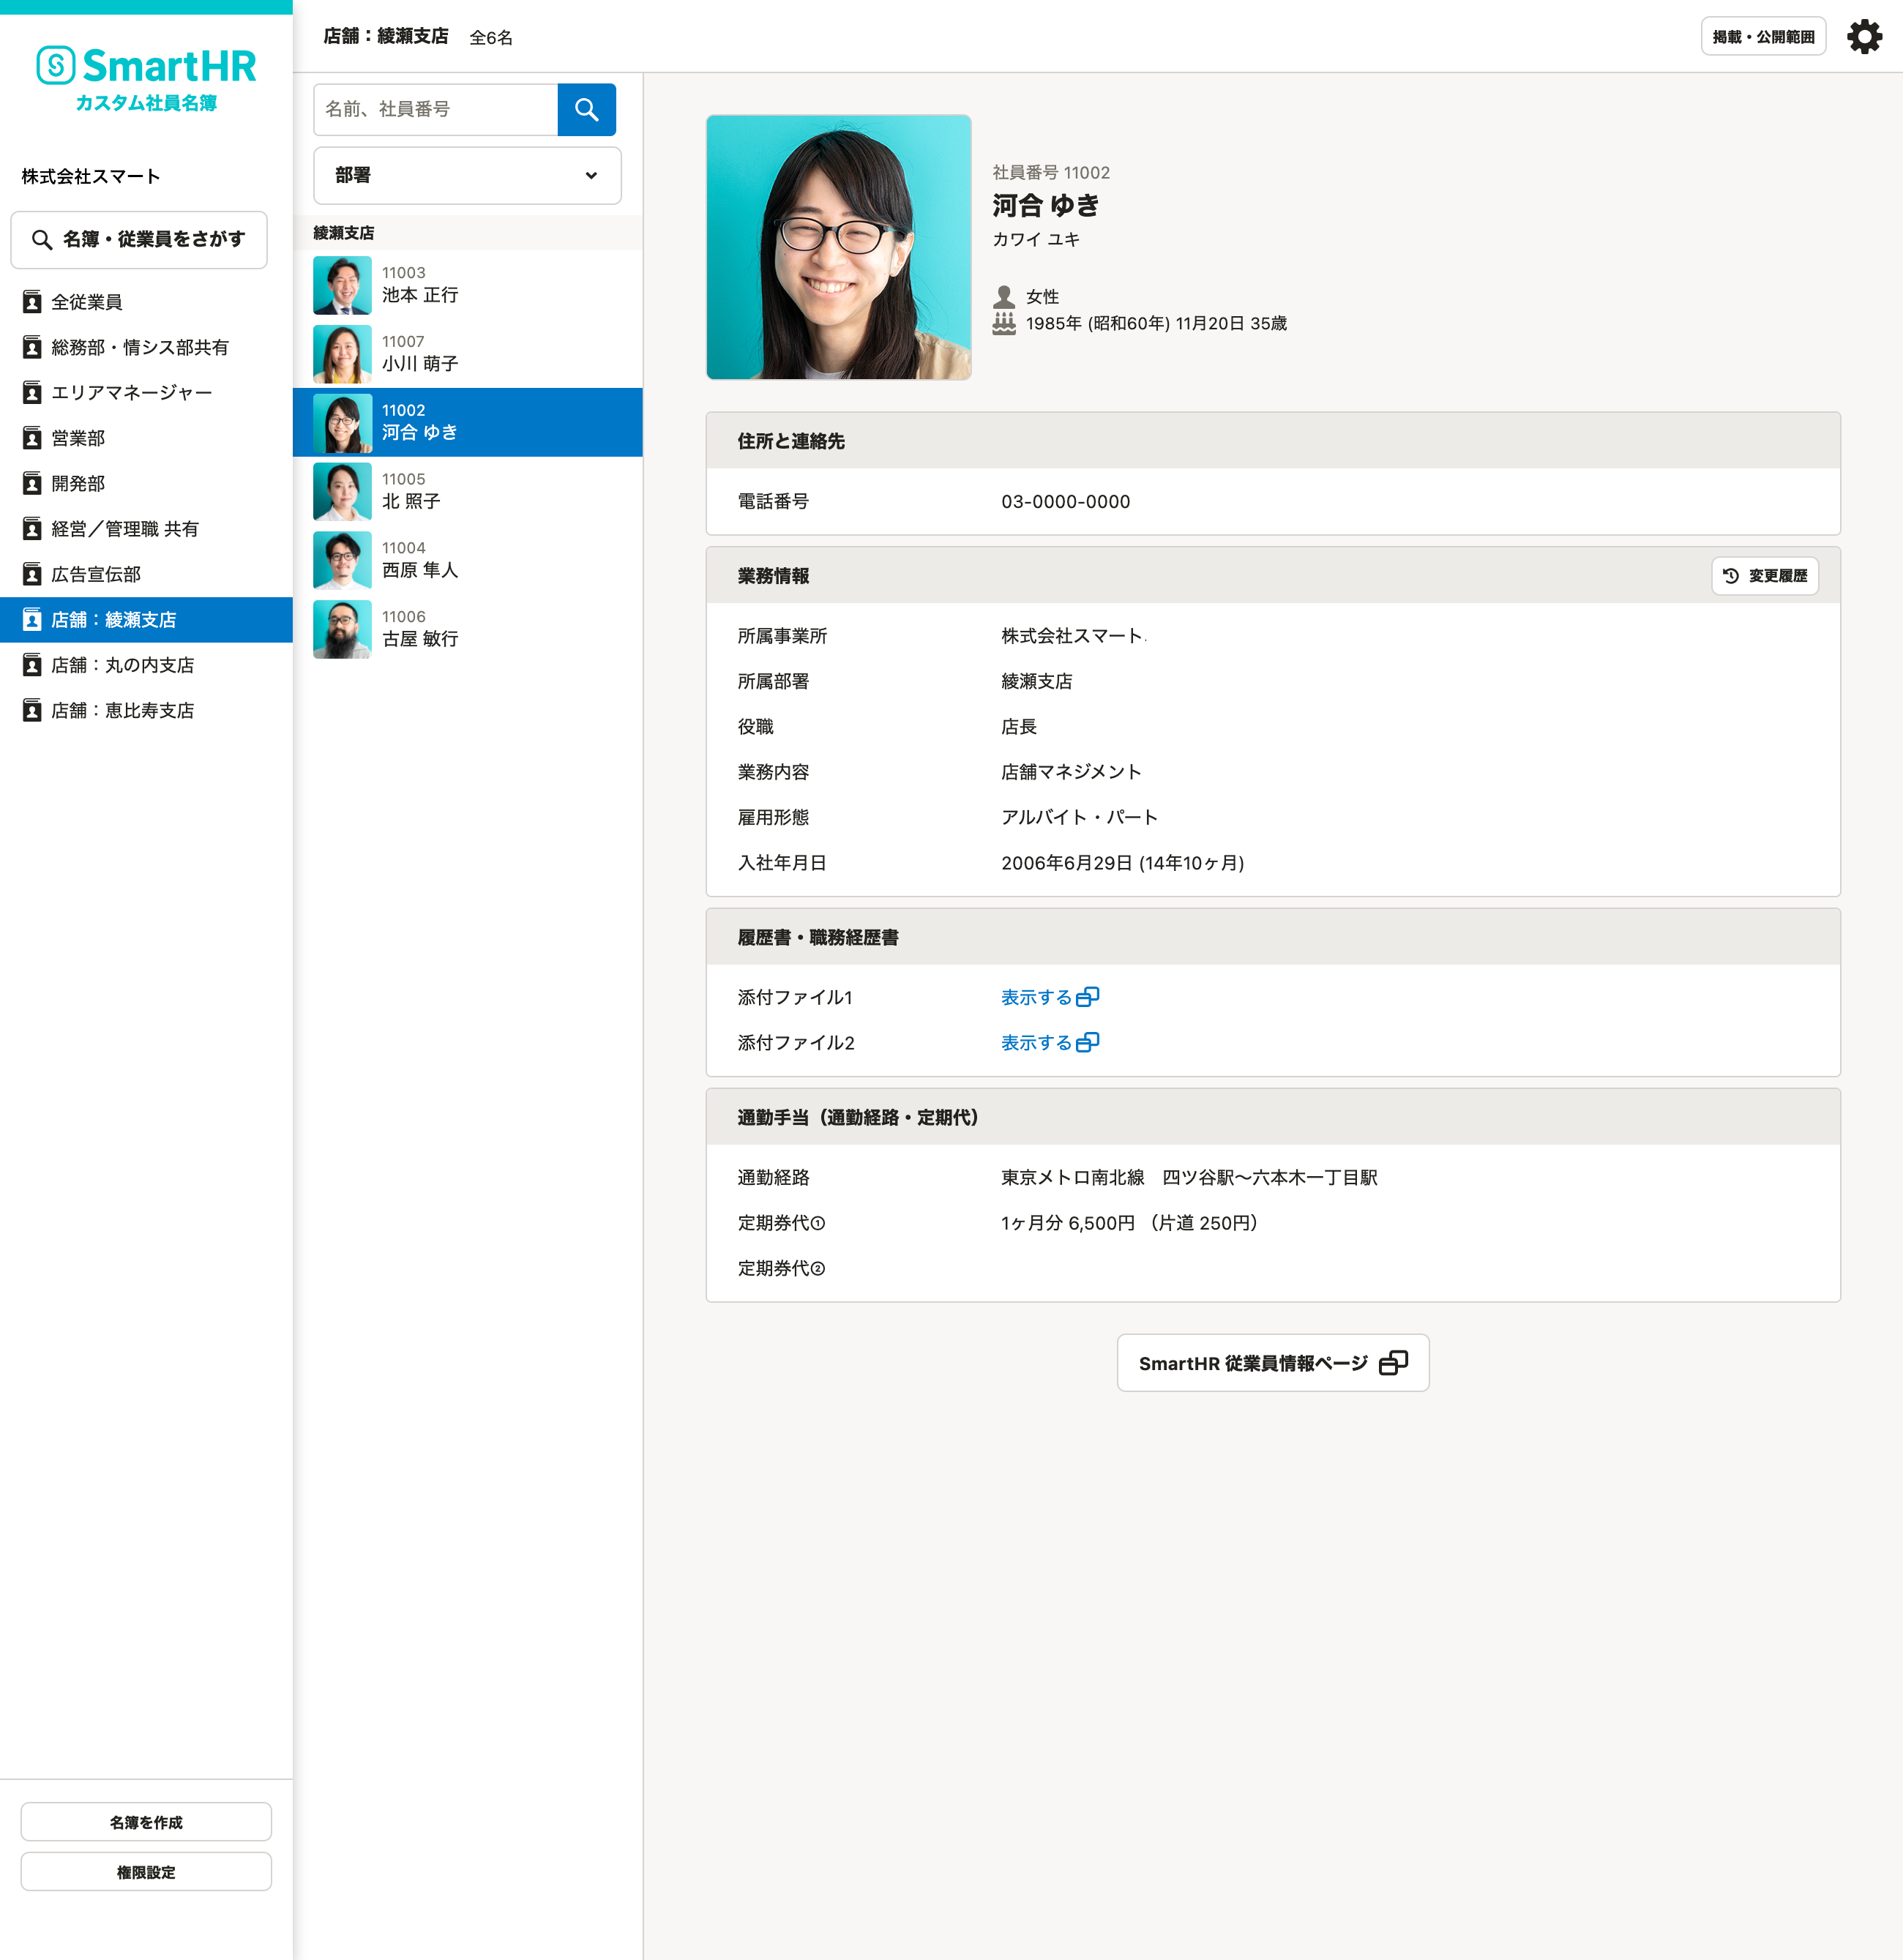 SmartHR
カスタム社員名簿
株式会社スマート
名簿・従業員をさがす
全従業員
総務部・情シス部共有
エリアマネージャー
営業部
開発部
経営／管理職 共有
広告宣伝部
店舗：綾瀬支店
店舗：丸の内支店
店舗：恵比寿支店
名簿を作成
権限設定
店舗：綾瀬支店 全6名
掲載・公開範囲
名前、社員番号
部署
綾瀬支店
11003
池本 正行
11007
小川 萌子
11002
河合 ゆき
11005
北 照子
11004
西原 隼人
11006
古屋 敏行
社員番号 11002
河合 ゆき
カワイ ユキ
女性
1985年 (昭和60年) 11月20日 35歳
住所と連絡先
電話番号 03-0000-0000
業務情報 変更履歴
所属事業所 株式会社スマート.
所属部署 綾瀬支店
役職 店長
業務内容 店舗マネジメント
雇用形態 アルバイト・パート
入社年月日 2006年6月29日 (14年10ヶ月)
履歴書・職務経歴書
添付ファイル1 表示する
添付ファイル2 表示する
通勤手当（通勤経路・定期代）
通勤経路 東京メトロ南北線　四ツ谷駅〜六本木一丁目駅
定期券代① 1ヶ月分 6,500円 （片道 250円）
定期券代②
SmartHR 従業員情報ページ